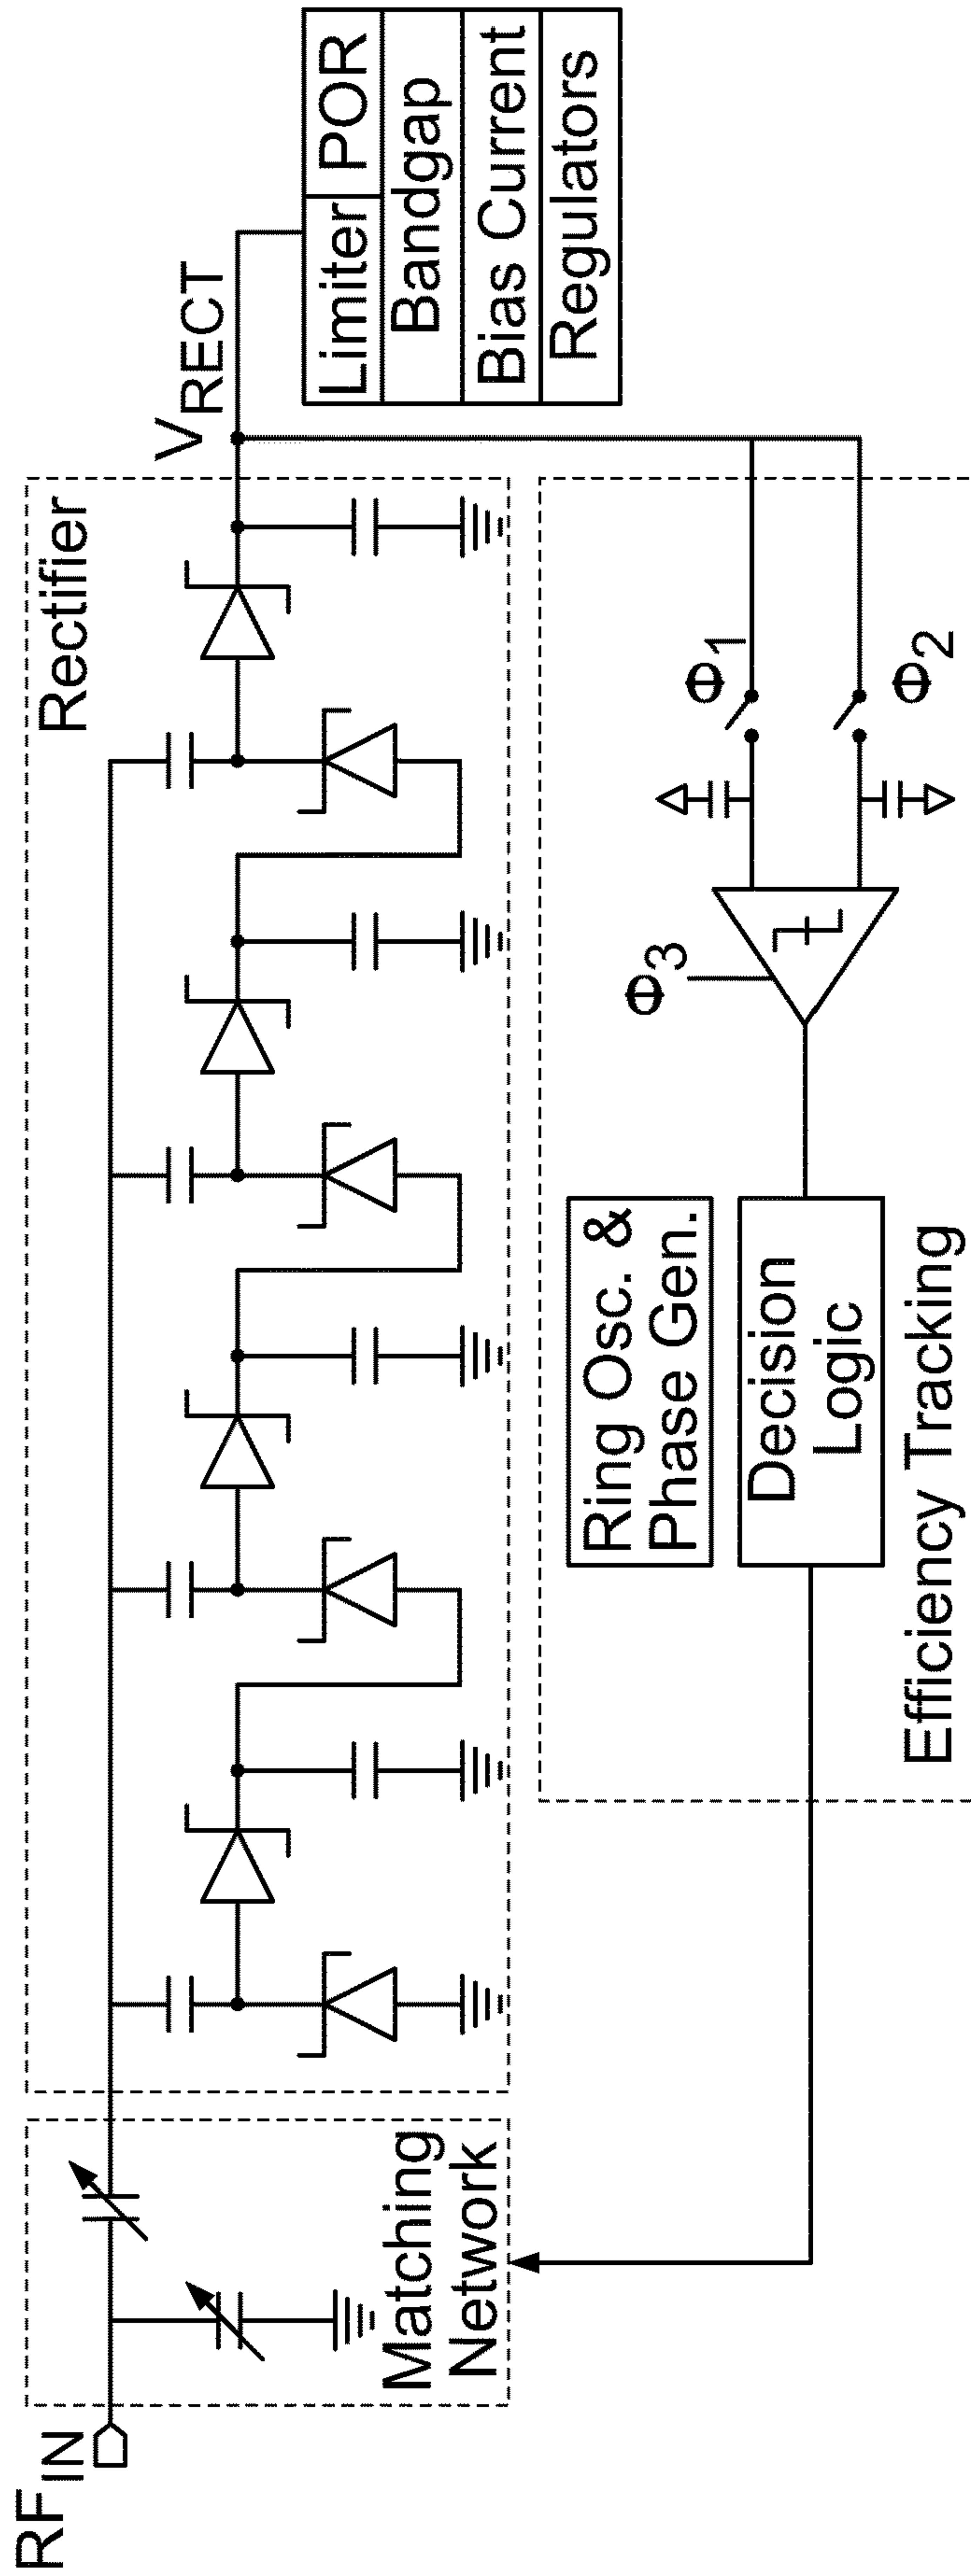 RF_IN
Matching
Network
Rectifier
V_RECT
Limiter POR
Bandgap
Bias Current
Regulators
Φ1
Φ2
Φ3
Ring Osc. &
Phase Gen.
Decision
Logic
Efficiency Tracking